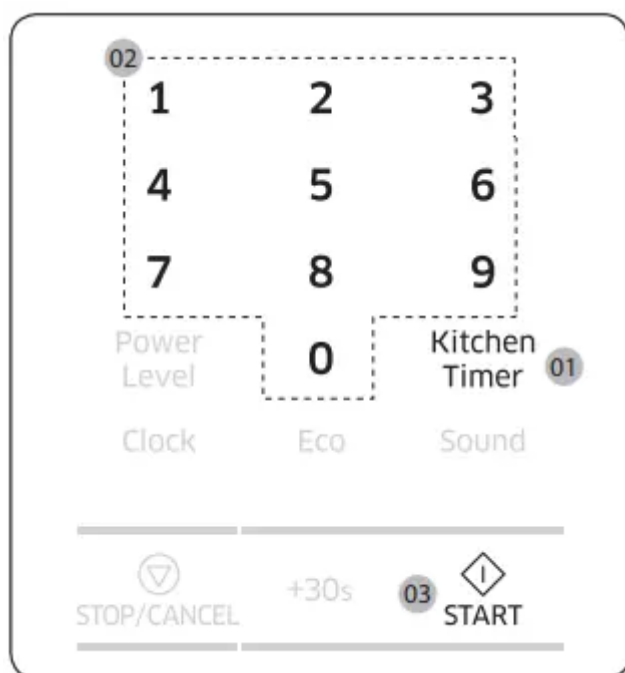 02
1 2 3
4 5 6
7 8 9
Power Level 0 Kitchen Timer 01
Clock Eco Sound
+30s 03
STOP/CANCEL START